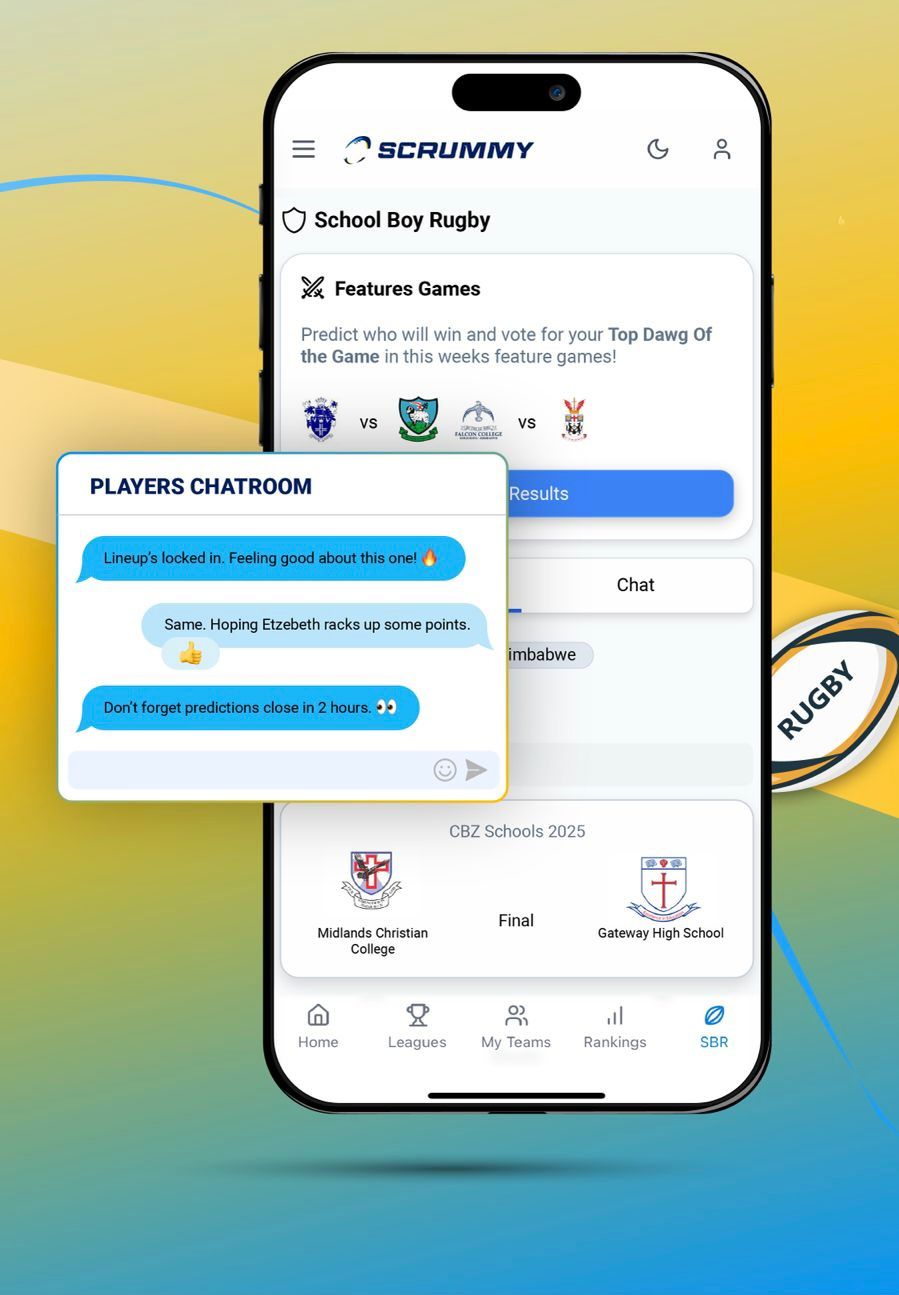 SCRUMMY
School Boy Rugby
Features Games
Predict who will win and vote for your Top Dawg Of
the Game in this weeks feature games!
vs
FALCON COLLEGE
vs
Results
PLAYERS CHATROOM
Lineup's locked in. Feeling good about this one! 🔥
Same. Hoping Etzebeth racks up some points.
👍
Don't forget predictions close in 2 hours. 👀
Chat
imbabwe
RUGBY
CBZ Schools 2025
Midlands Christian
College
Final
Gateway High School
Home
Leagues
My Teams
Rankings
SBR